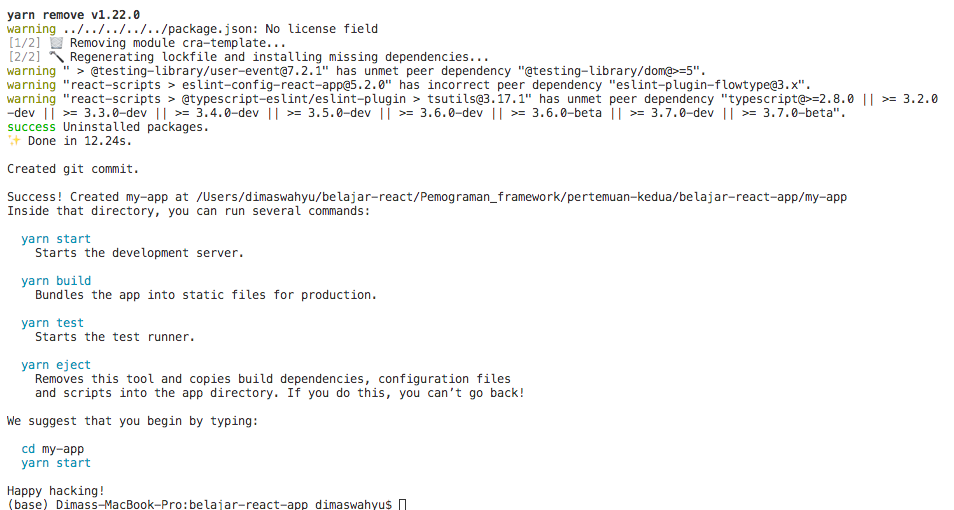 yarn remove v1.22.0
warning ../../../../../package.json: No license field
[1/2] 🗑 Removing module cra-template...
[2/2] 🔨 Regenerating lockfile and installing missing dependencies...
warning " > @testing-library/user-event@7.2.1" has unmet peer dependency "@testing-library/dom@>=5".
warning "react-scripts > eslint-config-react-app@5.2.0" has incorrect peer dependency "eslint-plugin-flowtype@3.x".
warning "react-scripts > @typescript-eslint/eslint-plugin > tsutils@3.17.1" has unmet peer dependency "typescript@>=2.8.0 || >= 3.2.0
-dev || >= 3.3.0-dev || >= 3.4.0-dev || >= 3.5.0-dev || >= 3.6.0-dev || >= 3.6.0-beta || >= 3.7.0-dev || >= 3.7.0-beta".
success Uninstalled packages.
✨ Done in 12.24s.
Created git commit.
Success! Created my-app at /Users/dimaswahyu/belajar-react/Pemograman_framework/pertemuan-kedua/belajar-react-app/my-app
Inside that directory, you can run several commands:
yarn start
Starts the development server.
yarn build
Bundles the app into static files for production.
yarn test
Starts the test runner.
yarn eject
Removes this tool and copies build dependencies, configuration files
and scripts into the app directory. If you do this, you can’t go back!
We suggest that you begin by typing:
cd my-app
yarn start
Happy hacking!
(base) Dimass-MacBook-Pro:belajar-react-app dimaswahyu$